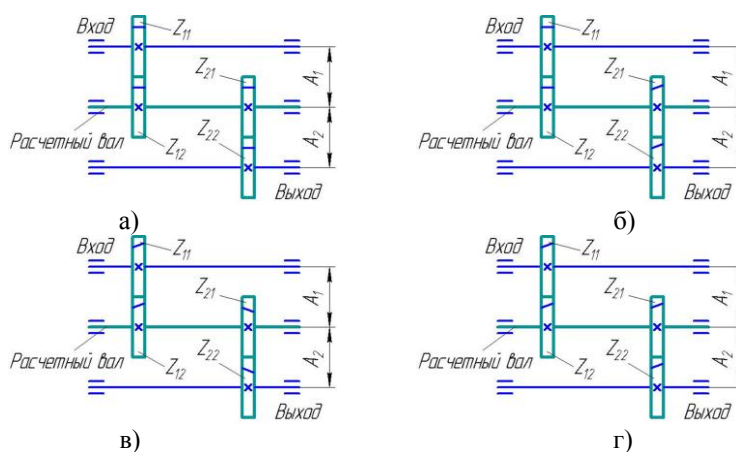 Вход Z11
Z21
A1
Расчетный вал Z12
Z22
A2
Выход
а)
Вход Z11
Z21
A1
Расчетный вал Z12
Z22
A2
Выход
б)
Вход Z11
Z21
A1
Расчетный вал Z12
Z22
A2
Выход
в)
Вход Z11
Z21
A1
Расчетный вал Z12
Z22
A2
Выход
г)